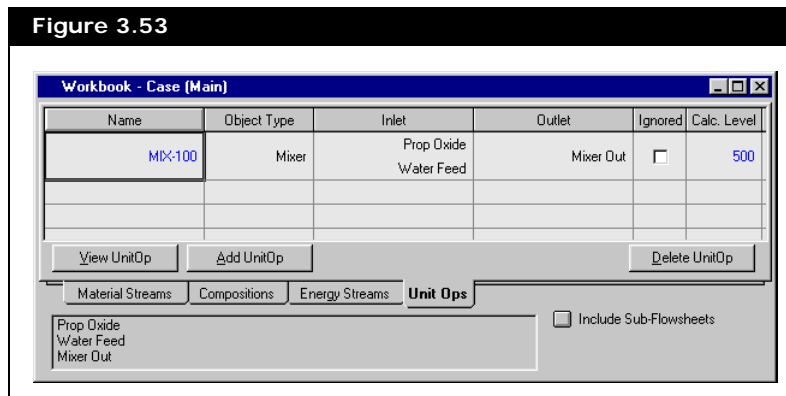 Figure 3.53
Workbook - Case (Main)
Name Object Type Inlet Outlet Ignored Calc. Level
MIX-100 Mixer Prop Oxide Mixer Out 500
Water Feed
View UnitOp Add UnitOp Delete UnitOp
Material Streams Compositions Energy Streams Unit Ops
Prop Oxide
Water Feed
Mixer Out
Include Sub-Flowsheets